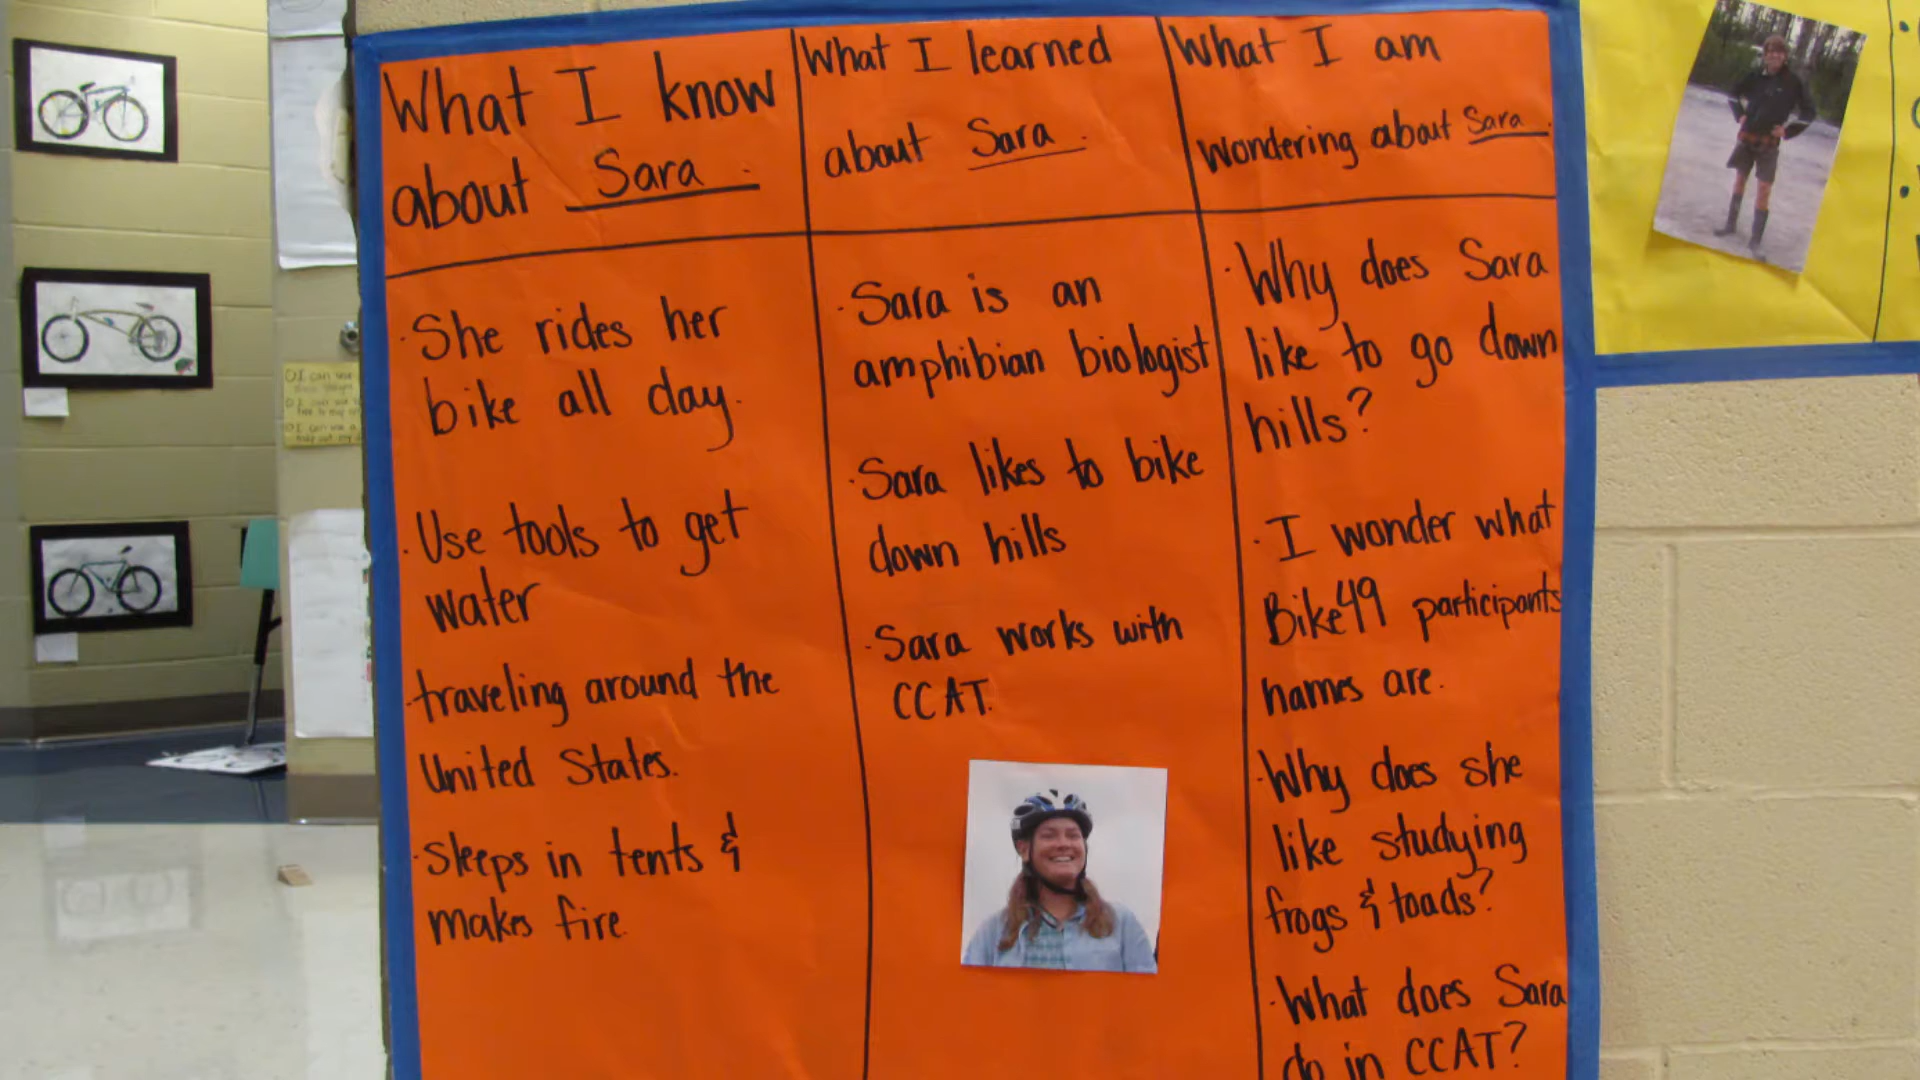 What I know
about Sara.
· She rides her
bike all day.
· Use tools to get
water
· traveling around the
United States.
· Sleeps in tents &
makes fire.
What I learned
about Sara.
· Sara is an
amphibian biologist
· Sara likes to bike
down hills
· Sara works with
CCAT.
What I am
wondering about Sara.
· Why does Sara
like to go down
hills?
· I wonder what
Bike49 participants
names are.
· Why does she
like studying
frogs & toads?
· What does Sara
do in CCAT?
I can use
I can use a